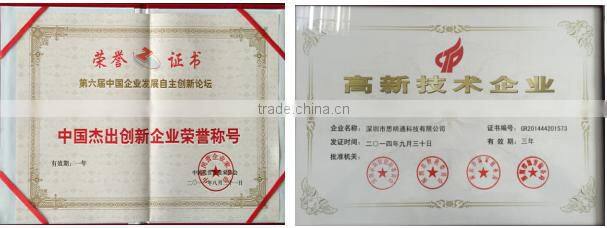 荣誉证书
第六届中国企业发展自主创新论坛
中国杰出创新企业荣誉称号
有效期：一年
trade.china.cn
高新技术企业
企业名称：深圳市思明通科技有限公司
证书编号：GR201444201573
发证时间：二〇一四年九月三十日
有效期：三年
批准机关：